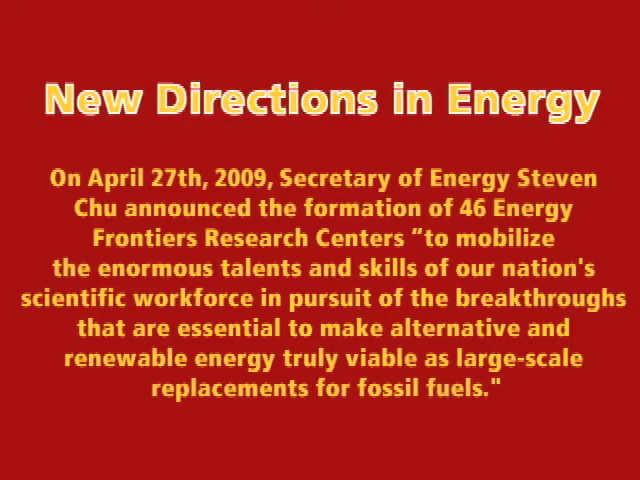 New Directions in Energy
On April 27th, 2009, Secretary of Energy Steven
Chu announced the formation of 46 Energy
Frontiers Research Centers “to mobilize
the enormous talents and skills of our nation's
scientific workforce in pursuit of the breakthroughs
that are essential to make alternative and
renewable energy truly viable as large-scale
replacements for fossil fuels."